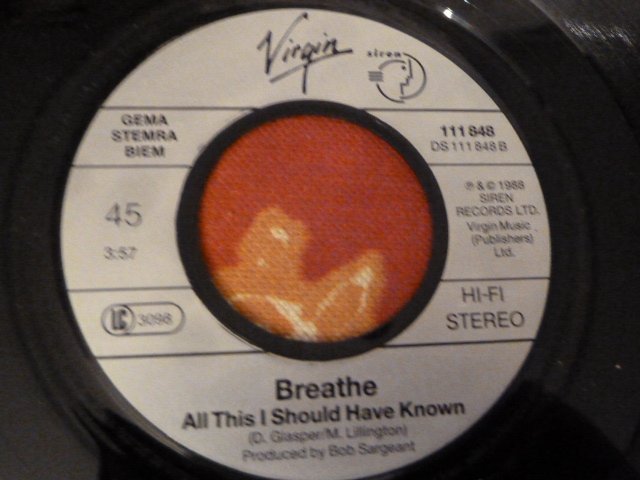 Virgin
siren
GEMA
STEMRA
BIEM
111 848
DS 111 848 B
45
3:57
℗ & © 1988
SIREN
RECORDS LTD.
Virgin Music
(Publishers)
Ltd.
LC 3098
HI-FI
STEREO
Breathe
All This I Should Have Known
(D. Glasper/M. Lillington)
Produced by Bob Sargeant